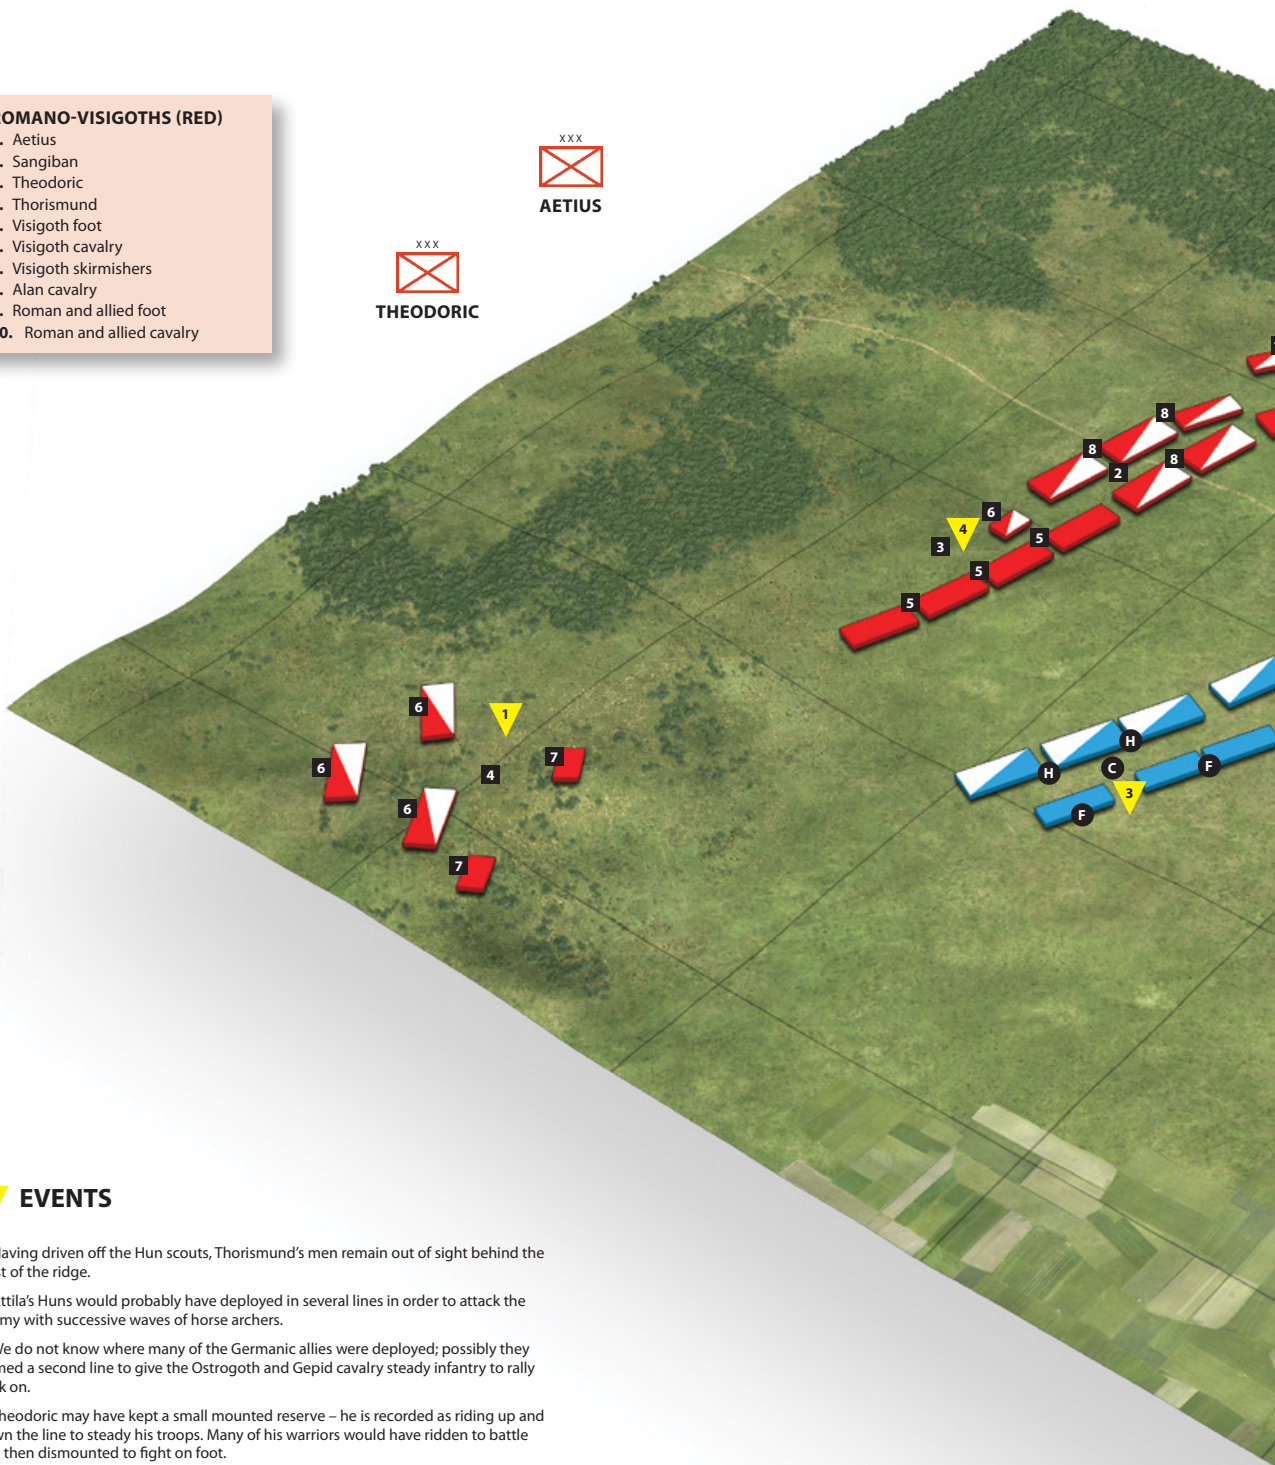 OMANO-VISIGOTHS (RED)
. Aetius
. Sangiban
. Theodoric
. Thorismund
. Visigoth foot
. Visigoth cavalry
. Visigoth skirmishers
. Alan cavalry
. Roman and allied foot
0. Roman and allied cavalry
xxx
AETIUS
xxx
THEODORIC
8
8
8
2
6
4
3
5
5
5
6
1
6
7
4
6
7
H
H
C
F
3
F
EVENTS
aving driven off the Hun scouts, Thorismund's men remain out of sight behind the
t of the ridge.
ttila's Huns would probably have deployed in several lines in order to attack the
my with successive waves of horse archers.
We do not know where many of the Germanic allies were deployed; possibly they
med a second line to give the Ostrogoth and Gepid cavalry steady infantry to rally
k on.
heodoric may have kept a small mounted reserve – he is recorded as riding up and
wn the line to steady his troops. Many of his warriors would have ridden to battle
then dismounted to fight on foot.